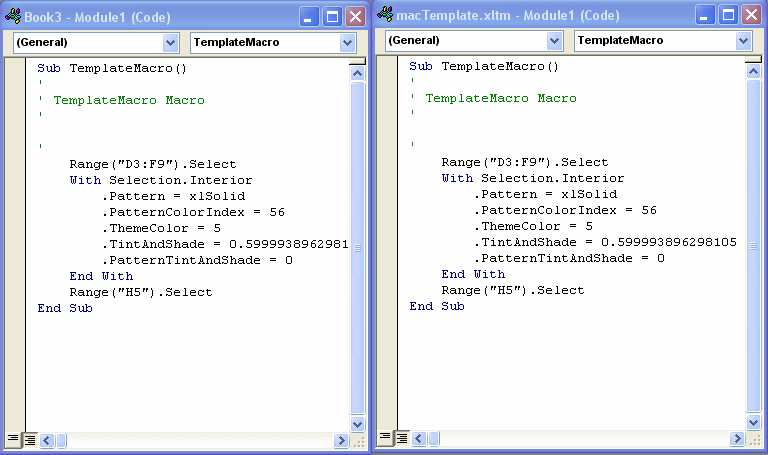 Book3 - Module1 (Code)
(General)
TemplateMacro
Sub TemplateMacro()
'
' TemplateMacro Macro
'
'
Range("D3:F9").Select
With Selection.Interior
.Pattern = xlSolid
.PatternColorIndex = 56
.ThemeColor = 5
.TintAndShade = 0.5999938962981
.PatternTintAndShade = 0
End With
Range("H5").Select
End Sub
macTemplate.xltm - Module1 (Code)
(General)
TemplateMacro
Sub TemplateMacro()
'
' TemplateMacro Macro
'
'
Range("D3:F9").Select
With Selection.Interior
.Pattern = xlSolid
.PatternColorIndex = 56
.ThemeColor = 5
.TintAndShade = 0.599993896298105
.PatternTintAndShade = 0
End With
Range("H5").Select
End Sub